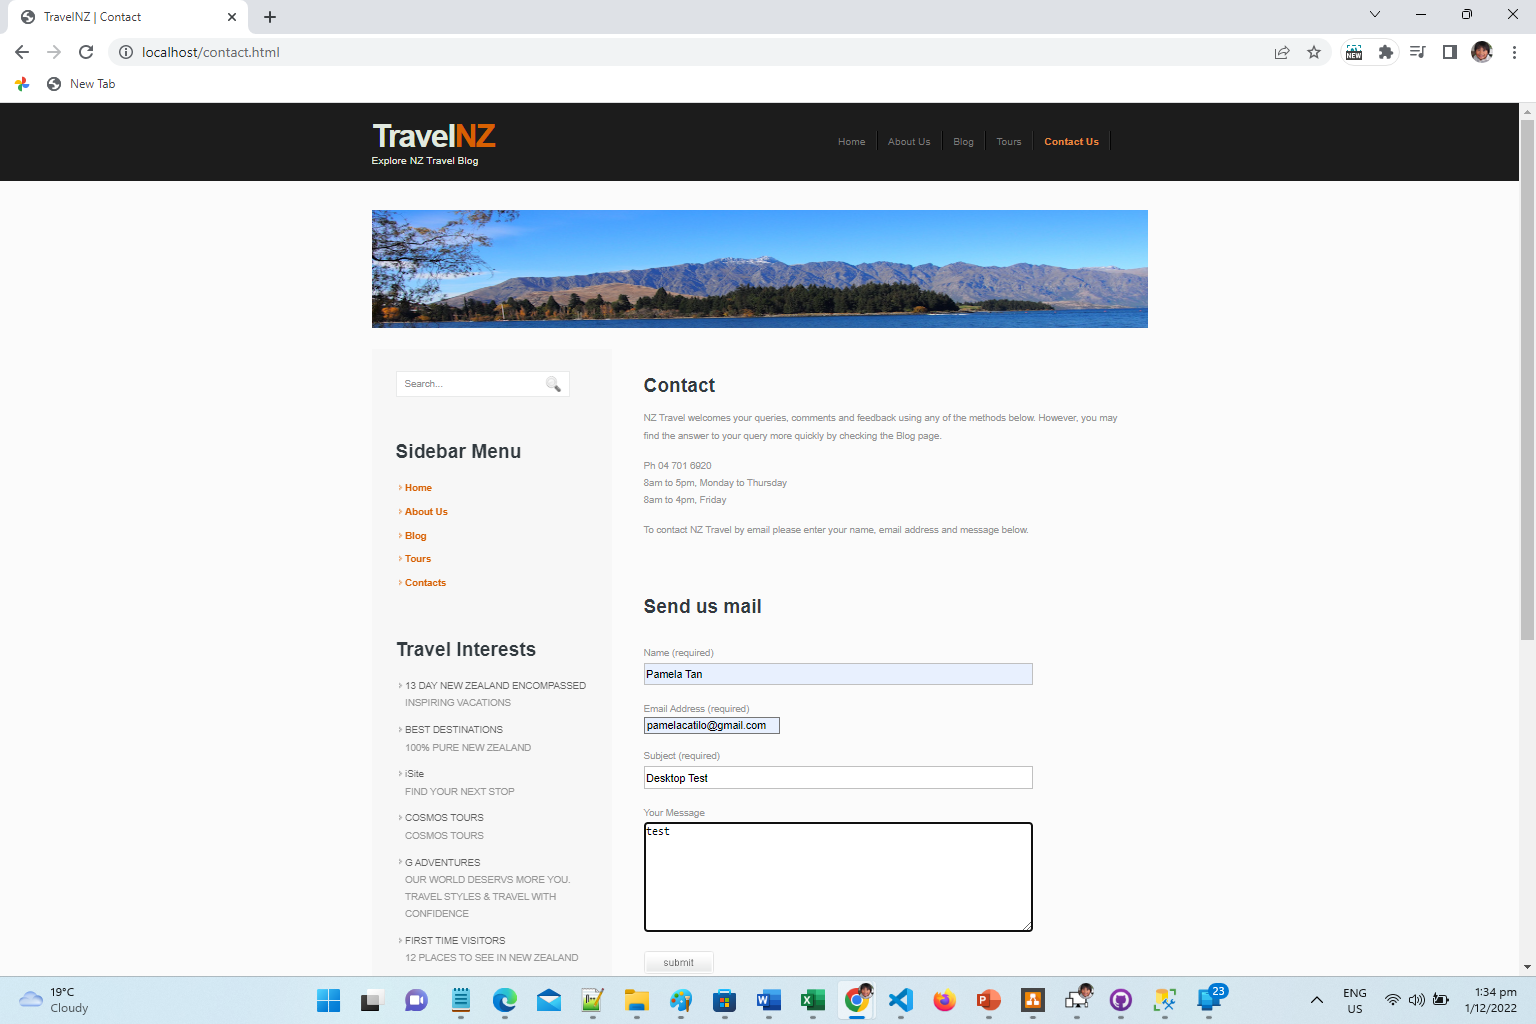 TravelNZ | Contact
localhost/contact.html
NEW
New Tab
TravelNZ
Explore NZ Travel Blog
Home
About Us
Blog
Tours
Contact Us
Search...
Sidebar Menu
Home
About Us
Blog
Tours
Contacts
Travel Interests
13 DAY NEW ZEALAND ENCOMPASSED
INSPIRING VACATIONS
BEST DESTINATIONS
100% PURE NEW ZEALAND
iSite
FIND YOUR NEXT STOP
COSMOS TOURS
COSMOS TOURS
G ADVENTURES
OUR WORLD DESERVS MORE YOU.
TRAVEL STYLES & TRAVEL WITH
CONFIDENCE
FIRST TIME VISITORS
12 PLACES TO SEE IN NEW ZEALAND
Contact
NZ Travel welcomes your queries, comments and feedback using any of the methods below. However, you may
find the answer to your query more quickly by checking the Blog page.
Ph 04 701 6920
8am to 5pm, Monday to Thursday
8am to 4pm, Friday
To contact NZ Travel by email please enter your name, email address and message below.
Send us mail
Name (required)
Pamela Tan
Email Address (required)
pamelacatilo@gmail.com
Subject (required)
Desktop Test
Your Message
test
submit
19°C
Cloudy
23
ENG
US
1:34 pm
1/12/2022